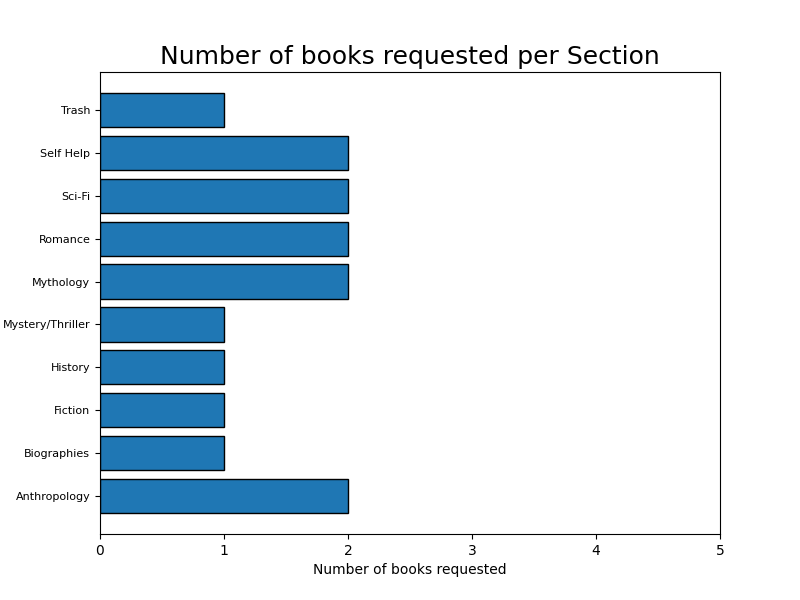 Number of books requested per Section
Trash
Self Help
Sci-Fi
Romance
Mythology
Mystery/Thriller
History
Fiction
Biographies
Anthropology
0 1 2 3 4 5
Number of books requested